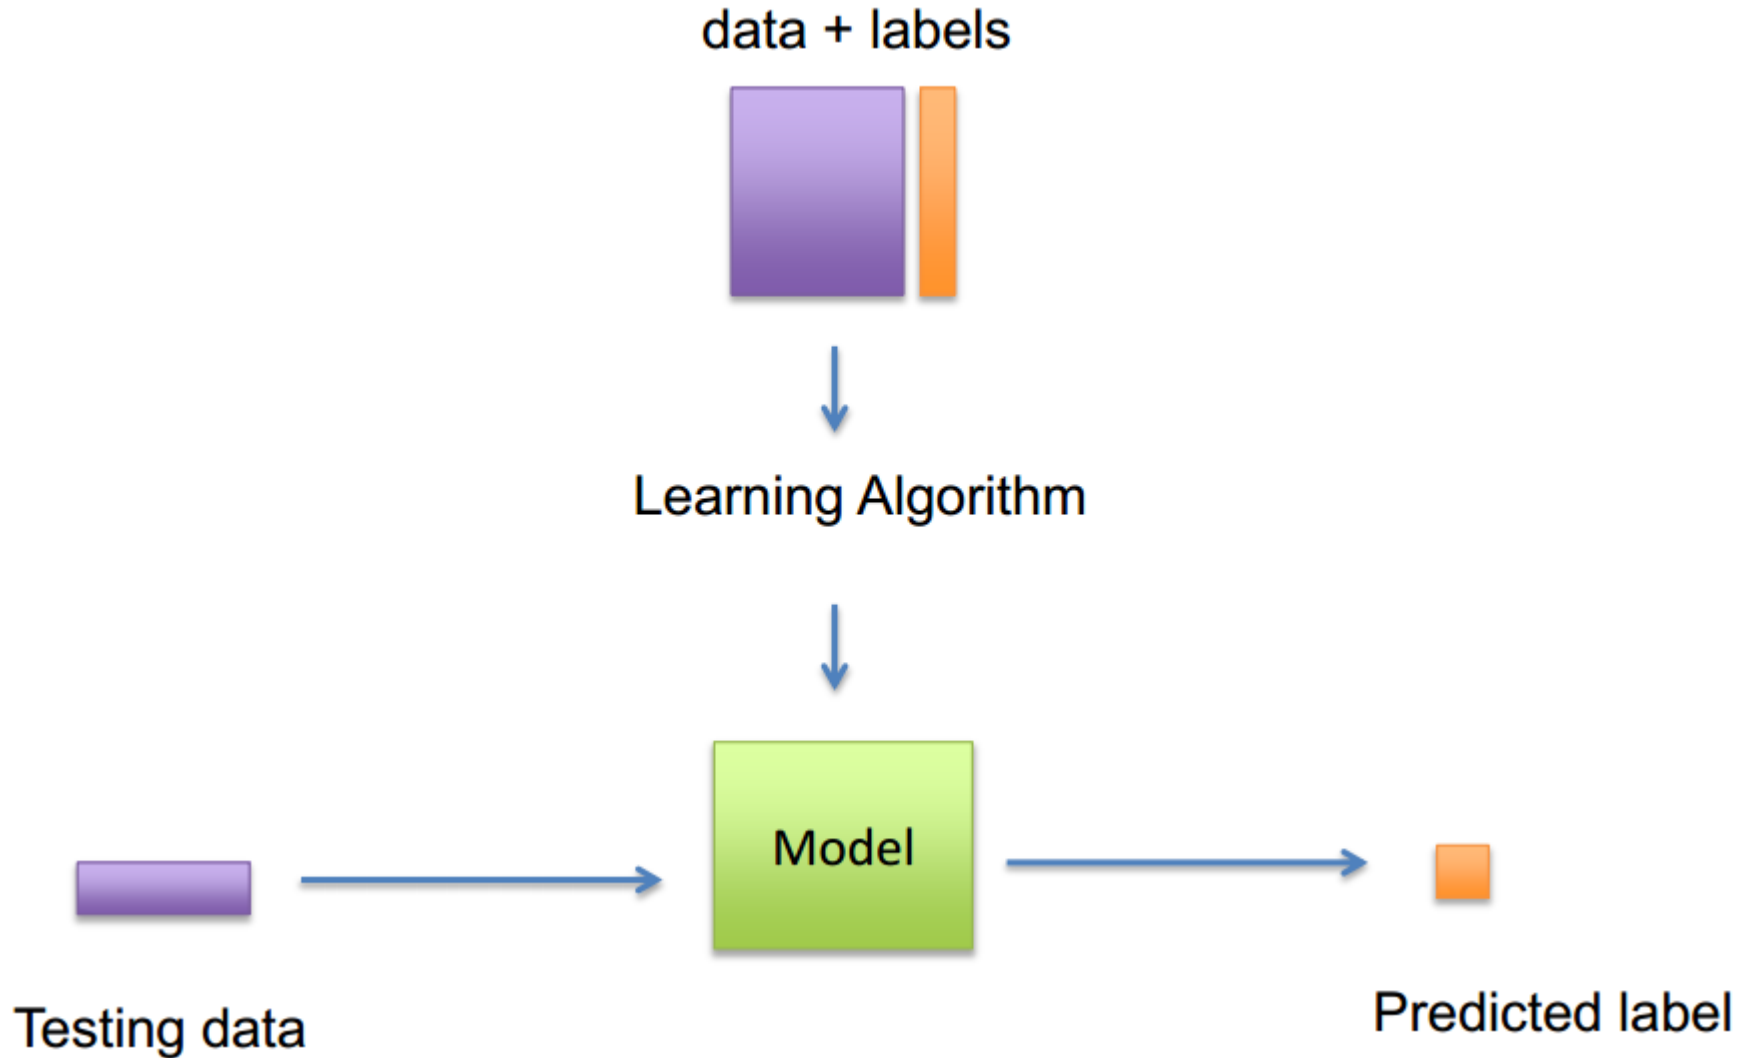 data + labels
Learning Algorithm
Model
Testing data
Predicted label